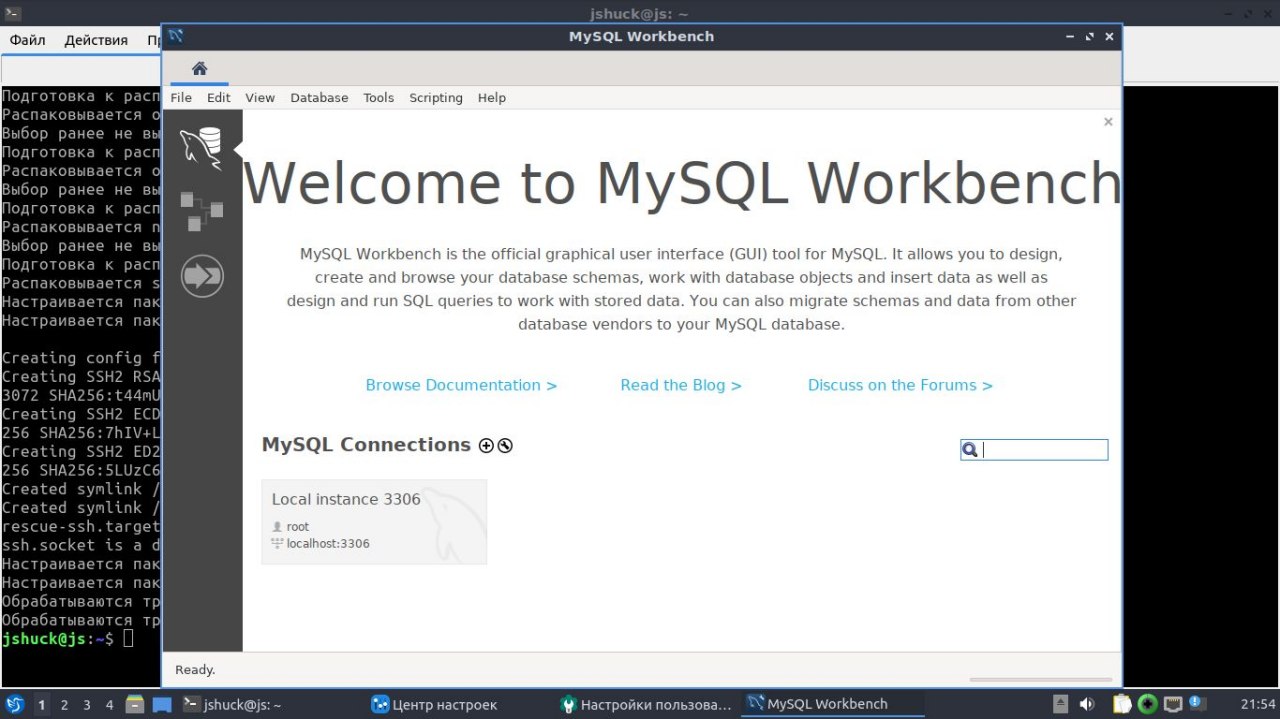 jshuck@js: ~
Файл Действия
MySQL Workbench
File Edit View Database Tools Scripting Help
Welcome to MySQL Workbench
MySQL Workbench is the official graphical user interface (GUI) tool for MySQL. It allows you to design,
create and browse your database schemas, work with database objects and insert data as well as
design and run SQL queries to work with stored data. You can also migrate schemas and data from other
database vendors to your MySQL database.
Browse Documentation > Read the Blog > Discuss on the Forums >
MySQL Connections
Local instance 3306
root
localhost:3306
Ready.
Подготовка к расп
Распаковывается о
Выбор ранее не вы
Подготовка к расп
Распаковывается о
Выбор ранее не вы
Подготовка к расп
Распаковывается n
Выбор ранее не вы
Подготовка к расп
Распаковывается s
Настраивается пак
Настраивается пак
Creating config f
Creating SSH2 RSA
3072 SHA256:t44mU
Creating SSH2 ECD
256 SHA256:7hIV+L
Creating SSH2 ED2
256 SHA256:5LUzC6
Created symlink /
Created symlink /
rescue-ssh.target
ssh.socket is a d
Настраивается пак
Настраивается пак
Обрабатываются тр
Обрабатываются тр
jshuck@js:~$
1 2 3 4 jshuck@js: ~ Центр настроек Настройки пользова... MySQL Workbench 21:54